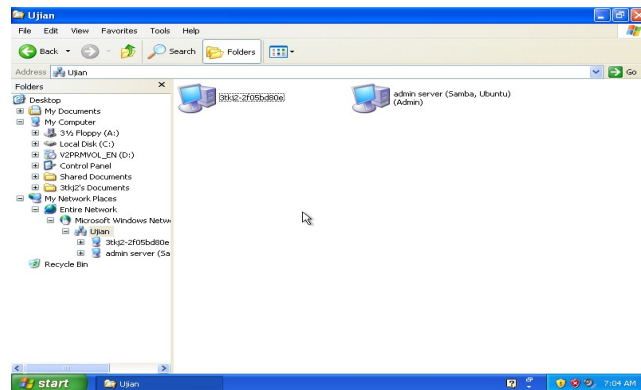 Ujian
File Edit View Favorites Tools Help
Back Search Folders
Address Ujian Go
Folders
Desktop
My Documents
My Computer
3½ Floppy (A:)
Local Disk (C:)
V2PRMVOL_EN (D:)
Control Panel
Shared Documents
3tkj2's Documents
My Network Places
Entire Network
Microsoft Windows Netw
Ujian
3tkj2-2f05bd80e
admin server (Sa
Recycle Bin
3tkj2-2f05bd80e
admin server (Samba, Ubuntu)
(Admin)
start Ujian 7:04 AM